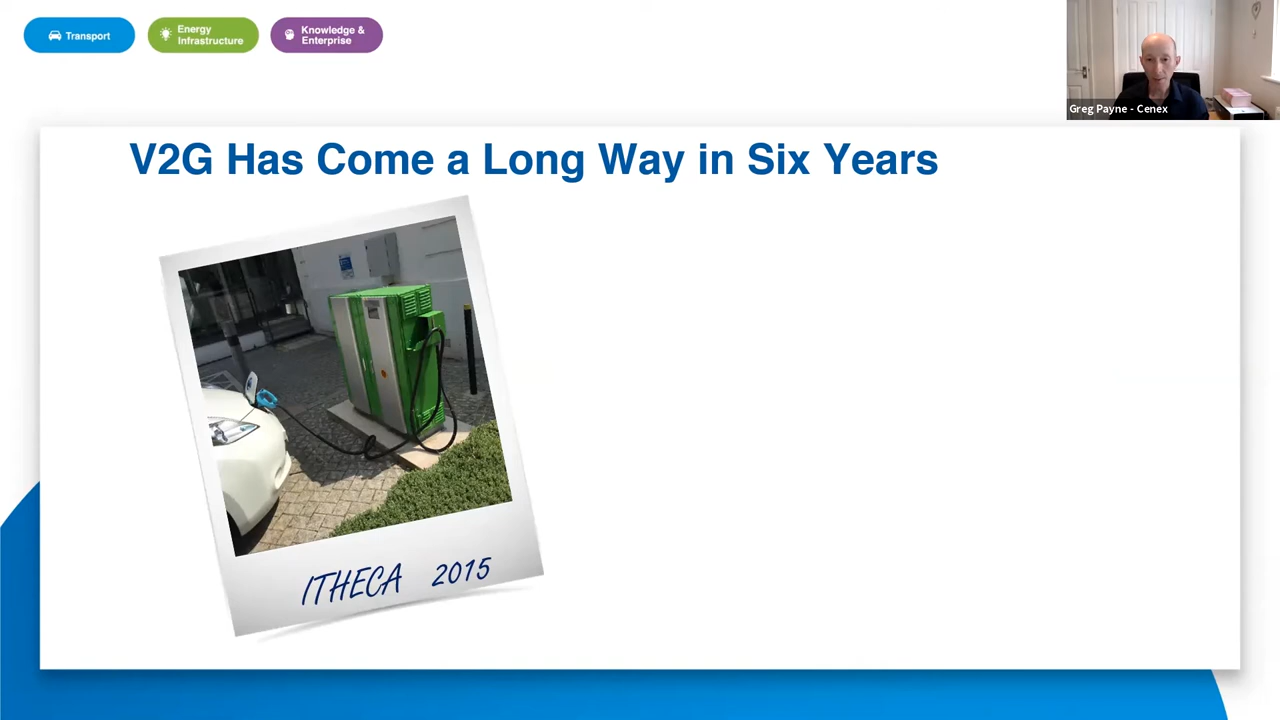 Transport
Energy
Infrastructure
Knowledge &
Enterprise
Greg Payne - Cenex
V2G Has Come a Long Way in Six Years
ITHECA 2015